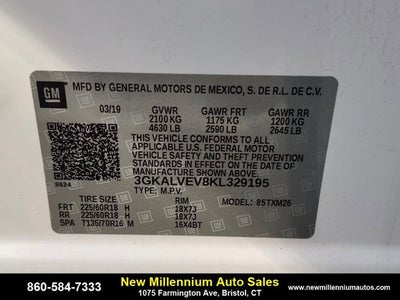 GM
MFD BY GENERAL MOTORS DE MEXICO, S. DE R.L. DE C.V.
03/19 GVWR GAWR FRT GAWR RR
2100 KG 1175 KG 1200 KG
4630 LB 2590 LB 2645 LB
THIS VEHICLE CONFORMS TO ALL
APPLICABLE U.S. FEDERAL MOTOR
VEHICLE SAFETY, BUMPER, AND THEFT
PREVENTION STANDARDS IN EFFECT ON
THE DATE OF MANUFACTURE SHOWN ABOVE.
8624 3GKALVEV8KL329195
TYPE: M.P.V.
TIRE SIZE RIM MODEL: BSTXM26
FRT 225/60R18 H 18X7J
RR 225/60R18 H 18X7J
SPA T135/70R16 M 16X4BT
860-584-7333
New Millennium Auto Sales
1075 Farmington Ave, Bristol, CT
www.newmillenniumautos.com